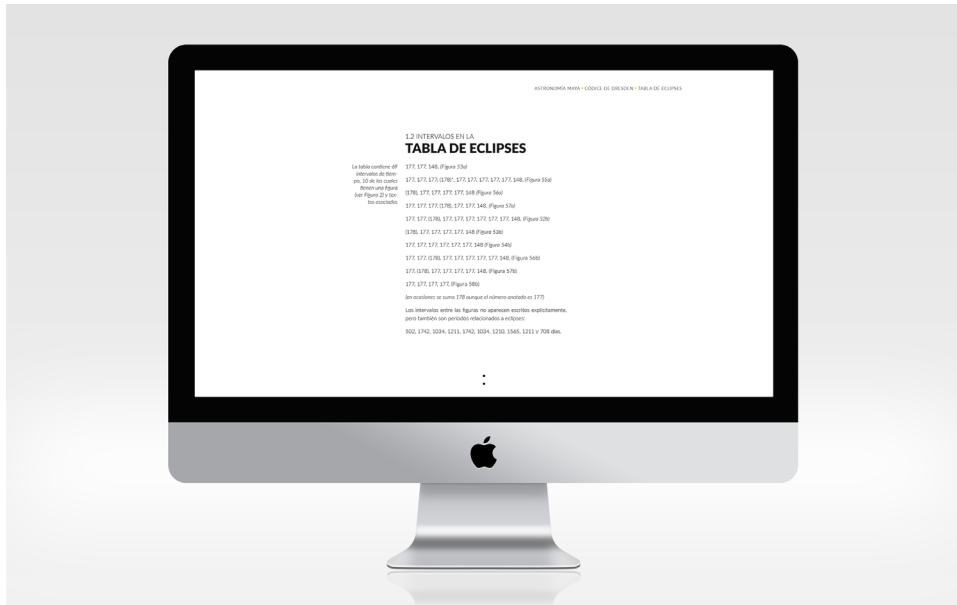 ASTRONOMÍA MAYA • CÓDICE DE DRESDEN • TABLA DE ECLIPSES
1.2 INTERVALOS EN LA
TABLA DE ECLIPSES
La tabla contiene 69
intervalos de tiem-
po, 10 de los cuales
tienen una figura
(ver Figura 2) y tex-
tos asociados
177, 177, 148, (Figura 53a)
177, 177, 177, (178)*, 177, 177, 177, 177, 177, 148, (Figura 55a)
(178), 177, 177, 177, 177, 148 (Figura 56a)
177, 177, 177, (178), 177, 177, 148, (Figura 57a)
177, 177, (178), 177, 177, 177, 177, 177, 177, 148, (Figura 52b)
(178), 177, 177, 177, 177, 148 (Figura 53b)
177, 177, 177, 177, 177, 177, 148 (Figura 54b)
177, 177, (178), 177, 177, 177, 177, 177, 148, (Figura 56b)
177, (178), 177, 177, 177, 177, 148, (Figura 57b)
177, 177, 177, 177, (Figura 58b)
(en ocasiones se suma 178 aunque el número anotado es 177)
Los intervalos entre las figuras no aparecen escritos explícitamente,
pero también son periodos relacionados a eclipses:
502, 1742, 1034, 1211, 1742, 1034, 1210, 1565, 1211 y 708 días.